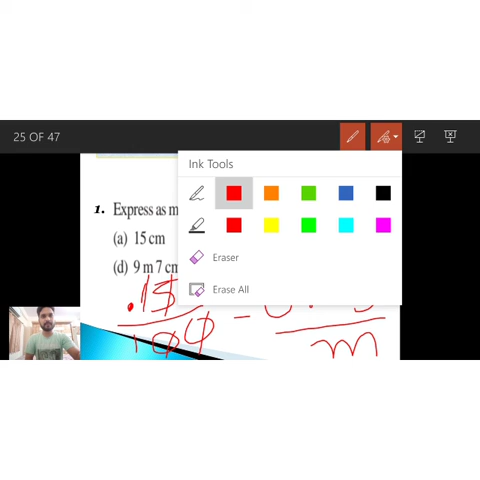 25 OF 47
Ink Tools
1. Express as m
(a) 15 cm
(d) 9 m 7 cm
Eraser
Erase All
m